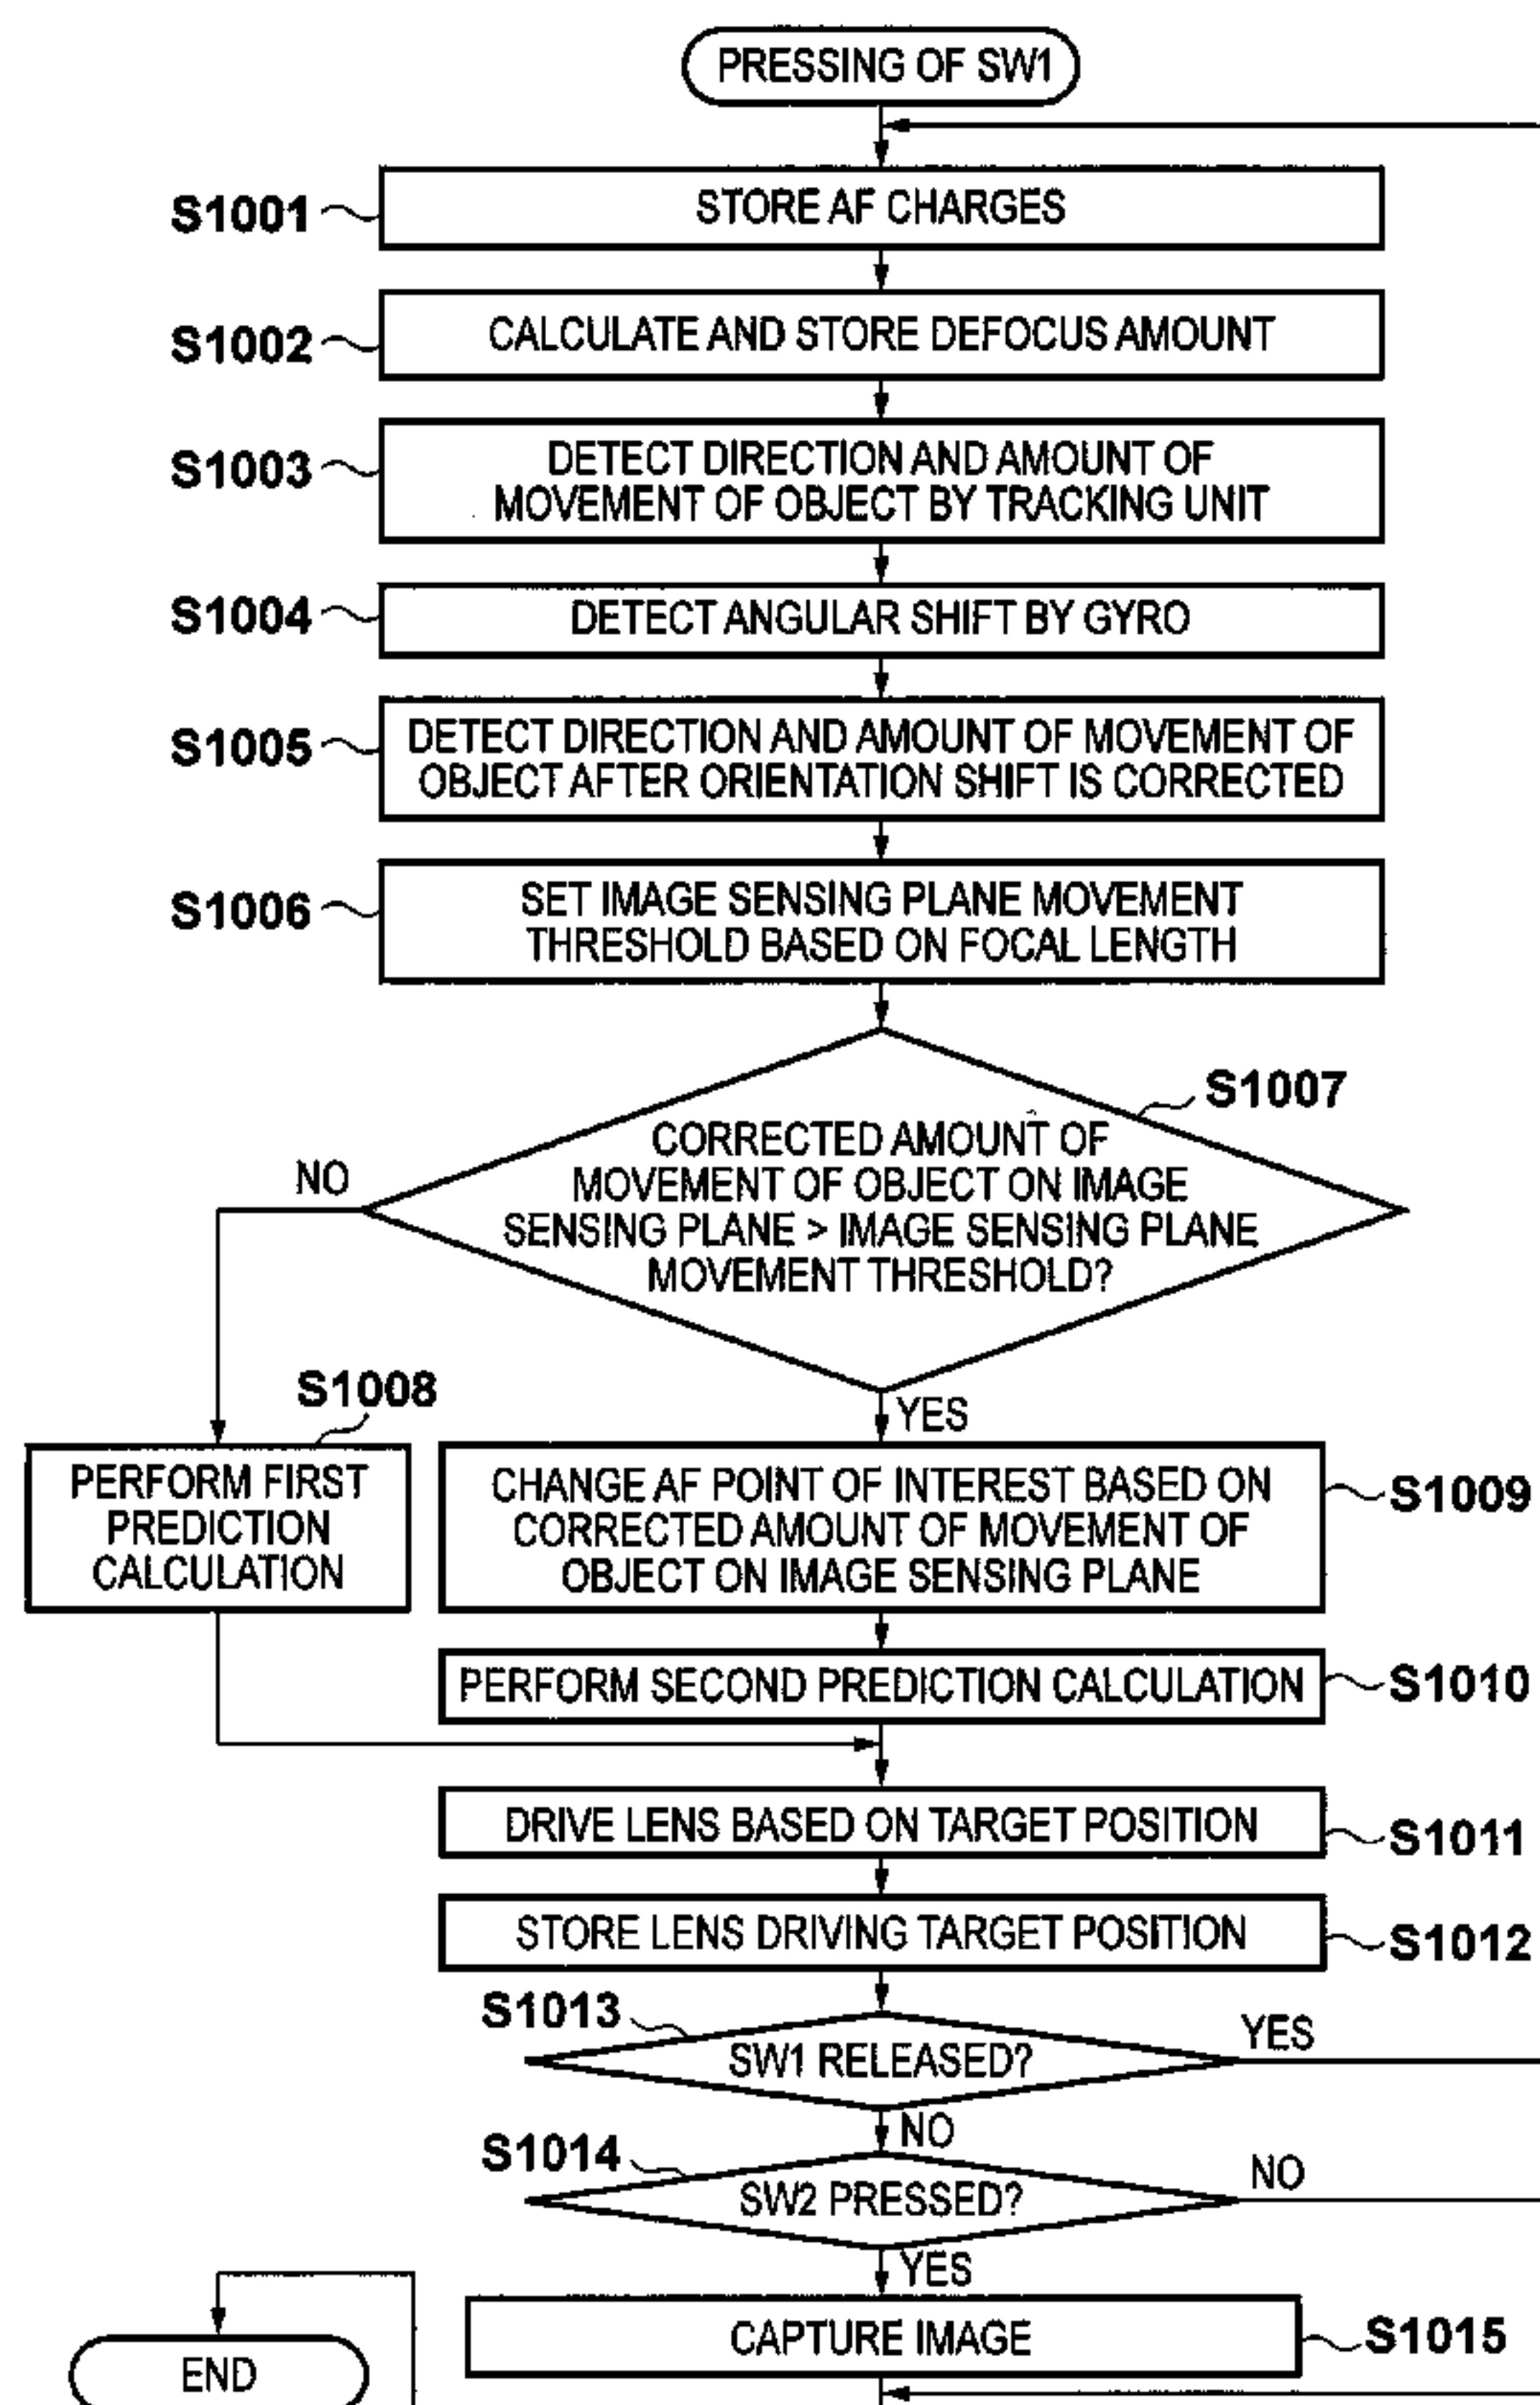 PRESSING OF SW1
S1001
STORE AF CHARGES
S1002
CALCULATE AND STORE DEFOCUS AMOUNT
S1003
DETECT DIRECTION AND AMOUNT OF
MOVEMENT OF OBJECT BY TRACKING UNIT
S1004
DETECT ANGULAR SHIFT BY GYRO
S1005
DETECT DIRECTION AND AMOUNT OF MOVEMENT OF
OBJECT AFTER ORIENTATION SHIFT IS CORRECTED
S1006
SET IMAGE SENSING PLANE MOVEMENT
THRESHOLD BASED ON FOCAL LENGTH
S1007
CORRECTED AMOUNT OF
MOVEMENT OF OBJECT ON IMAGE
SENSING PLANE > IMAGE SENSING PLANE
MOVEMENT THRESHOLD?
NO
YES
S1008
PERFORM FIRST
PREDICTION
CALCULATION
CHANGE AF POINT OF INTEREST BASED ON
CORRECTED AMOUNT OF MOVEMENT OF
OBJECT ON IMAGE SENSING PLANE
S1009
PERFORM SECOND PREDICTION CALCULATION
S1010
DRIVE LENS BASED ON TARGET POSITION
S1011
STORE LENS DRIVING TARGET POSITION
S1012
S1013
SW1 RELEASED?
YES
NO
S1014
SW2 PRESSED?
NO
YES
CAPTURE IMAGE
S1015
END